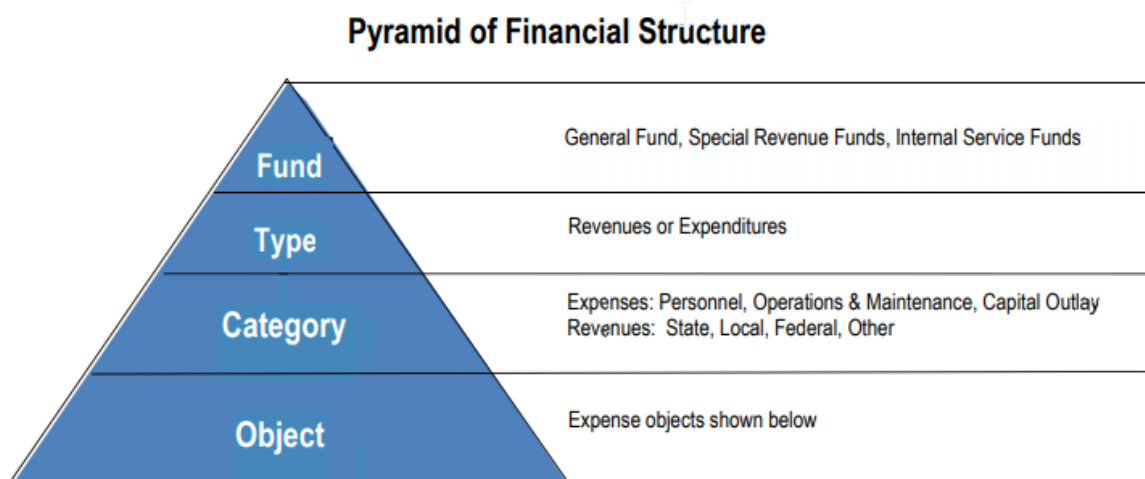 Pyramid of Financial Structure
Fund
General Fund, Special Revenue Funds, Internal Service Funds
Type
Revenues or Expenditures
Category
Expenses: Personnel, Operations & Maintenance, Capital Outlay
Revenues: State, Local, Federal, Other
Object
Expense objects shown below